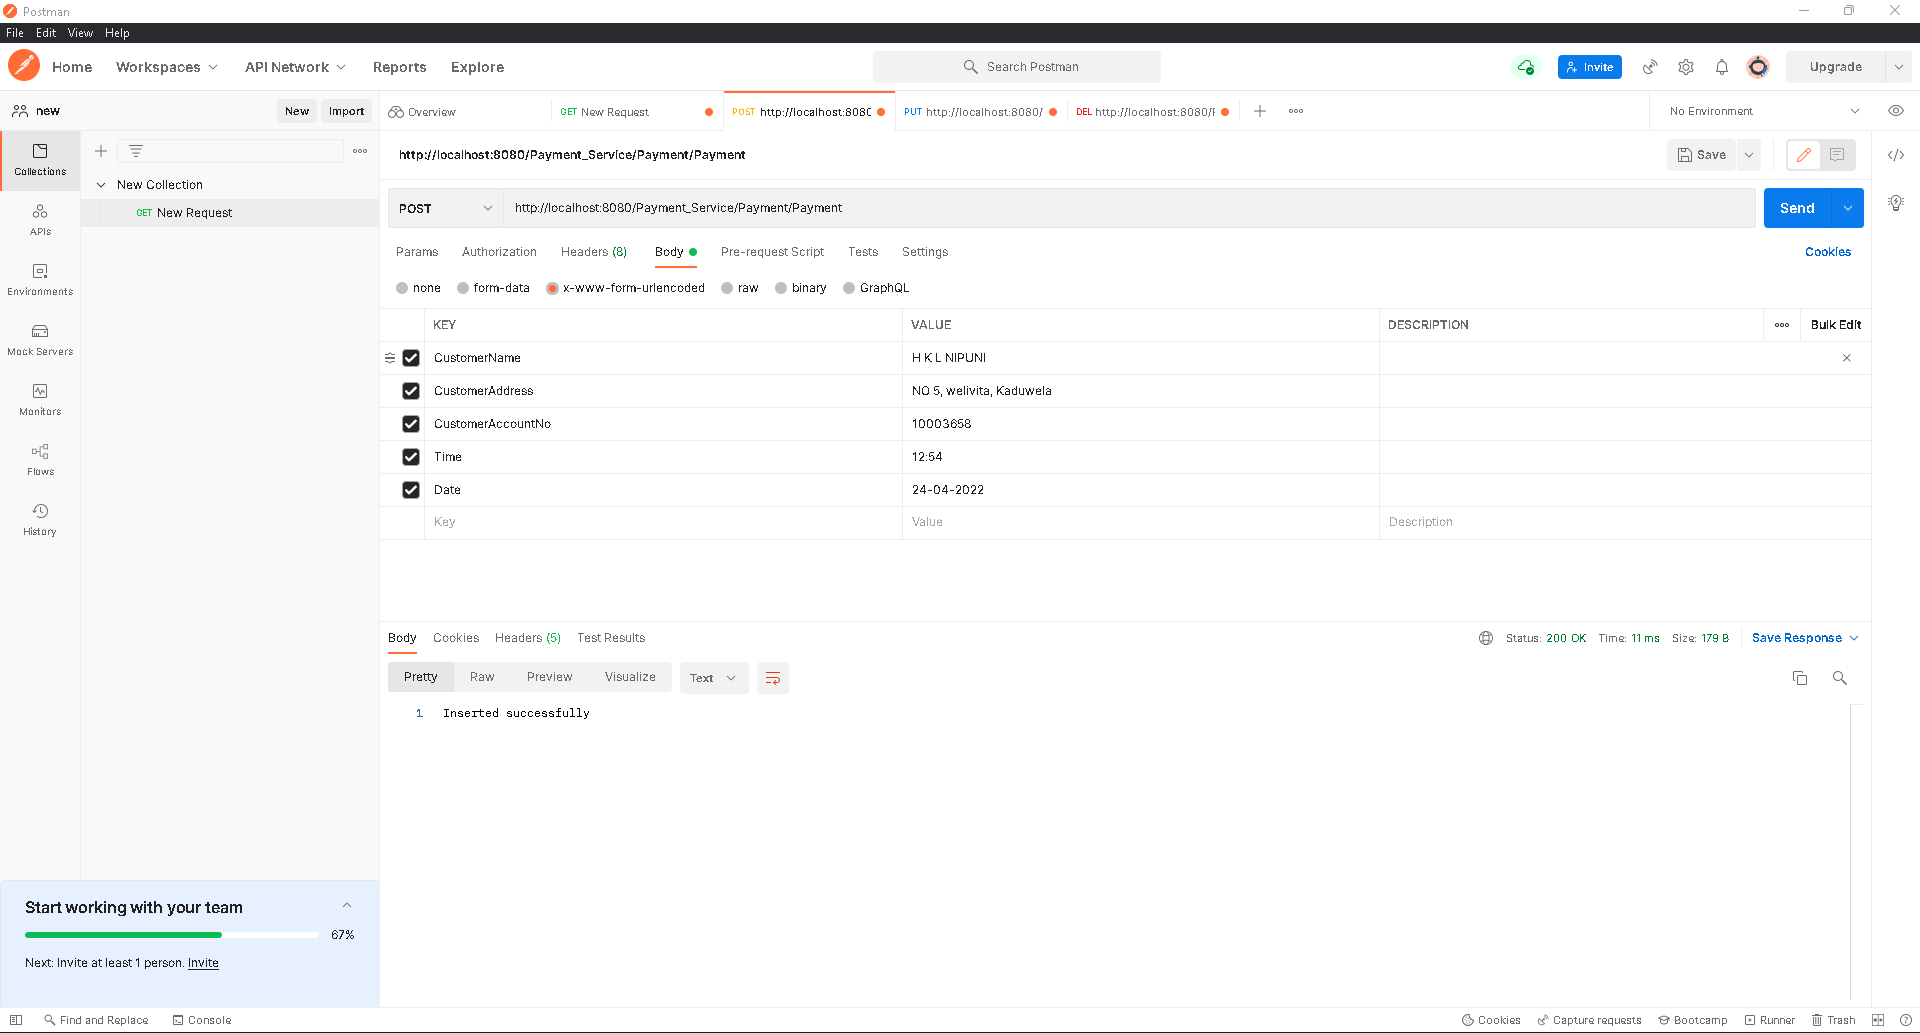 Postman
File Edit View Help
Home Workspaces API Network Reports Explore Search Postman Invite Upgrade
new New Import Overview GET New Request POST http://localhost:8080 PUT http://localhost:8080/ DEL http://localhost:8080/ No Environment
Collections
APIs
Environments
Mock Servers
Monitors
Flows
History
New Collection
GET New Request
http://localhost:8080/Payment_Service/Payment/Payment Save
POST http://localhost:8080/Payment_Service/Payment/Payment Send
Params Authorization Headers (8) Body Pre-request Script Tests Settings Cookies
none form-data x-www-form-urlencoded raw binary GraphQL
KEY VALUE DESCRIPTION Bulk Edit
CustomerName H K L NIPUNI
CustomerAddress NO 5, welivita, Kaduwela
CustomerAccountNo 10003658
Time 12:54
Date 24-04-2022
Key Value Description
Body Cookies Headers (5) Test Results Status: 200 OK Time: 11 ms Size: 179 B Save Response
Pretty Raw Preview Visualize Text
1 Inserted successfully
Start working with your team
67%
Next: Invite at least 1 person. Invite
Find and Replace Console Cookies Capture requests Bootcamp Runner Trash